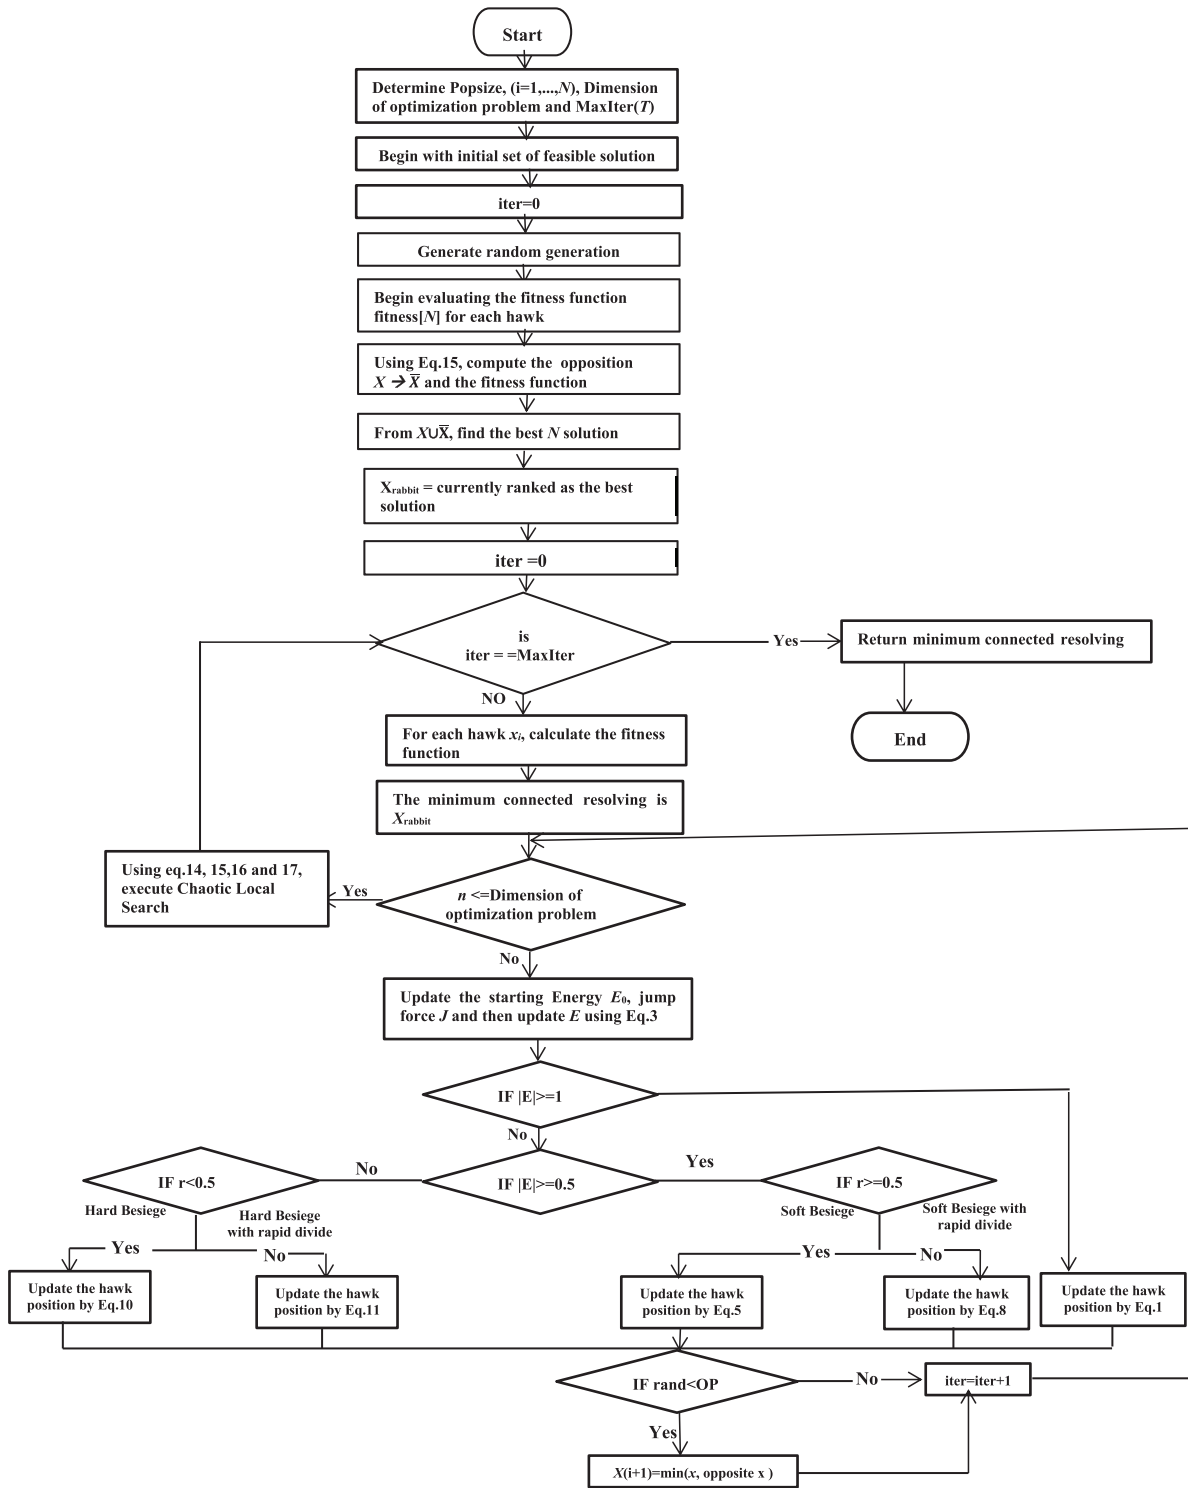 Start
Determine Popsize, (i=1,...,N), Dimension
of optimization problem and MaxIter(T)
Begin with initial set of feasible solution
iter=0
Generate random generation
Begin evaluating the fitness function
fitness[N] for each hawk
Using Eq.15, compute the opposition
X → X̅ and the fitness function
From X∪X̅, find the best N solution
Xrabbit = currently ranked as the best
solution
iter =0
is
iter = =MaxIter
Yes
Return minimum connected resolving
End
NO
For each hawk xi, calculate the fitness
function
The minimum connected resolving is
Xrabbit
n <=Dimension of
optimization problem
Yes
Using eq.14, 15,16 and 17,
execute Chaotic Local
Search
No
Update the starting Energy E0, jump
force J and then update E using Eq.3
IF |E|>=1
No
IF |E|>=0.5
No
Yes
IF r<0.5
Hard Besiege
Hard Besiege
with rapid divide
Yes
No
IF r>=0.5
Soft Besiege
Soft Besiege with
rapid divide
Yes
No
Update the hawk
position by Eq.10
Update the hawk
position by Eq.11
Update the hawk
position by Eq.5
Update the hawk
position by Eq.8
Update the hawk
position by Eq.1
IF rand<OP
No
iter=iter+1
Yes
X(i+1)=min(x, opposite x )